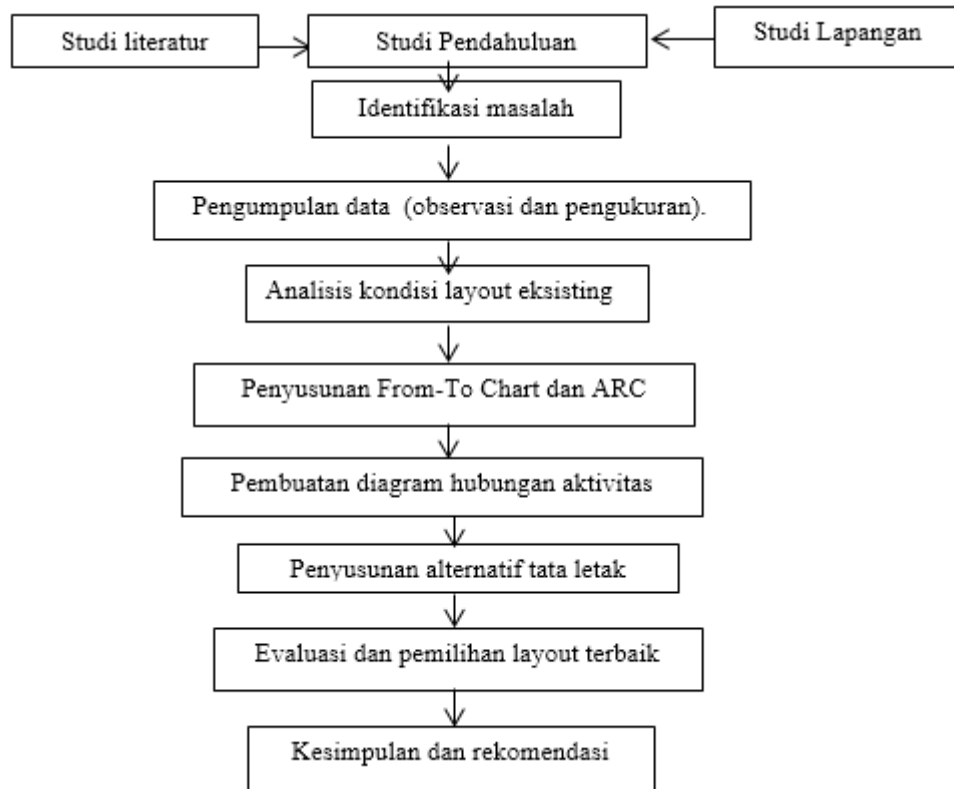 Studi literatur
Studi Pendahuluan
Studi Lapangan
Identifikasi masalah
Pengumpulan data  (observasi dan pengukuran).
Analisis kondisi layout eksisting
Penyusunan From-To Chart dan ARC
Pembuatan diagram hubungan aktivitas
Penyusunan alternatif tata letak
Evaluasi dan pemilihan layout terbaik
Kesimpulan dan rekomendasi